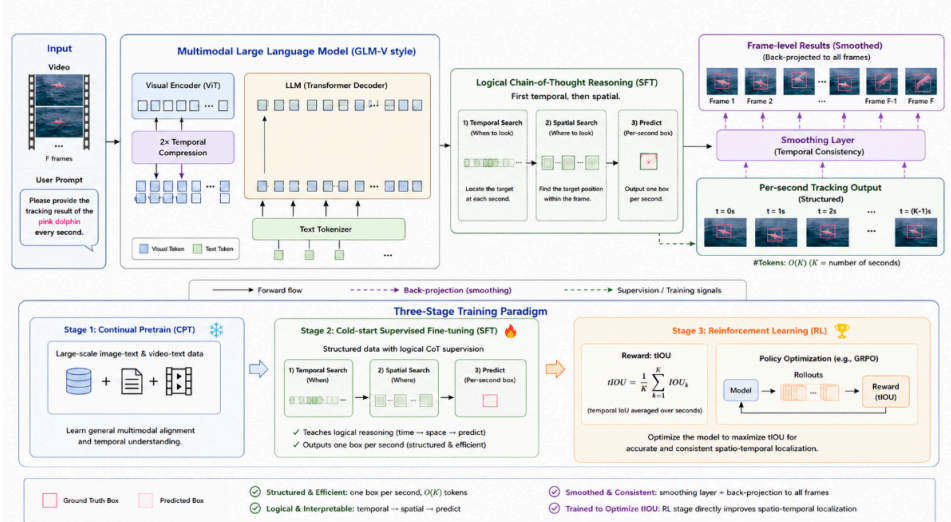 Input
Video
...
F frames
User Prompt
Please provide the
tracking result of the
pink dolphin
every second.
Multimodal Large Language Model (GLM-V style)
Visual Encoder (ViT)
...
2× Temporal
Compression
...
LLM (Transformer Decoder)
Text Tokenizer
...
Visual Token
Text Token
Logical Chain-of-Thought Reasoning (SFT)
First temporal, then spatial.
1) Temporal Search
(When to look)
...
Locate the target
at each second.
2) Spatial Search
(Where to look)
...
Find the target position
within the frame.
3) Predict
(Per-second box)
Output one box
per second.
Frame-level Results (Smoothed)
(Back-projected to all frames)
...
Frame 1 Frame 2 ... Frame F-1 Frame F
Smoothing Layer
(Temporal Consistency)
Per-second Tracking Output
(Structured)
t = 0s t = 1s t = 2s ... t = (K-1)s
...
#Tokens: O(K) (K = number of seconds)
Forward flow
Back-projection (smoothing)
Supervision / Training signals
Three-Stage Training Paradigm
Stage 1: Continual Pretrain (CPT)
Large-scale image-text & video-text data
+ +
Learn general multimodal alignment
and temporal understanding.
Stage 2: Cold-start Supervised Fine-tuning (SFT)
Structured data with logical CoT supervision
1) Temporal Search
(When)
...
2) Spatial Search
(Where)
...
3) Predict
(Per-second box)
✓ Teaches logical reasoning (time → space → predict)
✓ Outputs one box per second (structured & efficient)
Stage 3: Reinforcement Learning (RL)
Reward: tIOU
tIOU = 1/K ∑ k=1 K IOU_k
(temporal IoU averaged over seconds)
Policy Optimization (e.g., GRPO)
Rollouts
Model
...
Reward
(tIOU)
Optimize the model to maximize tIOU for
accurate and consistent spatio-temporal localization.
Ground Truth Box
Predicted Box
Structured & Efficient: one box per second, O(K) tokens
Logical & Interpretable: temporal → spatial → predict
Smoothed & Consistent: smoothing layer + back-projection to all frames
Trained to Optimize tIOU: RL stage directly improves spatio-temporal localization